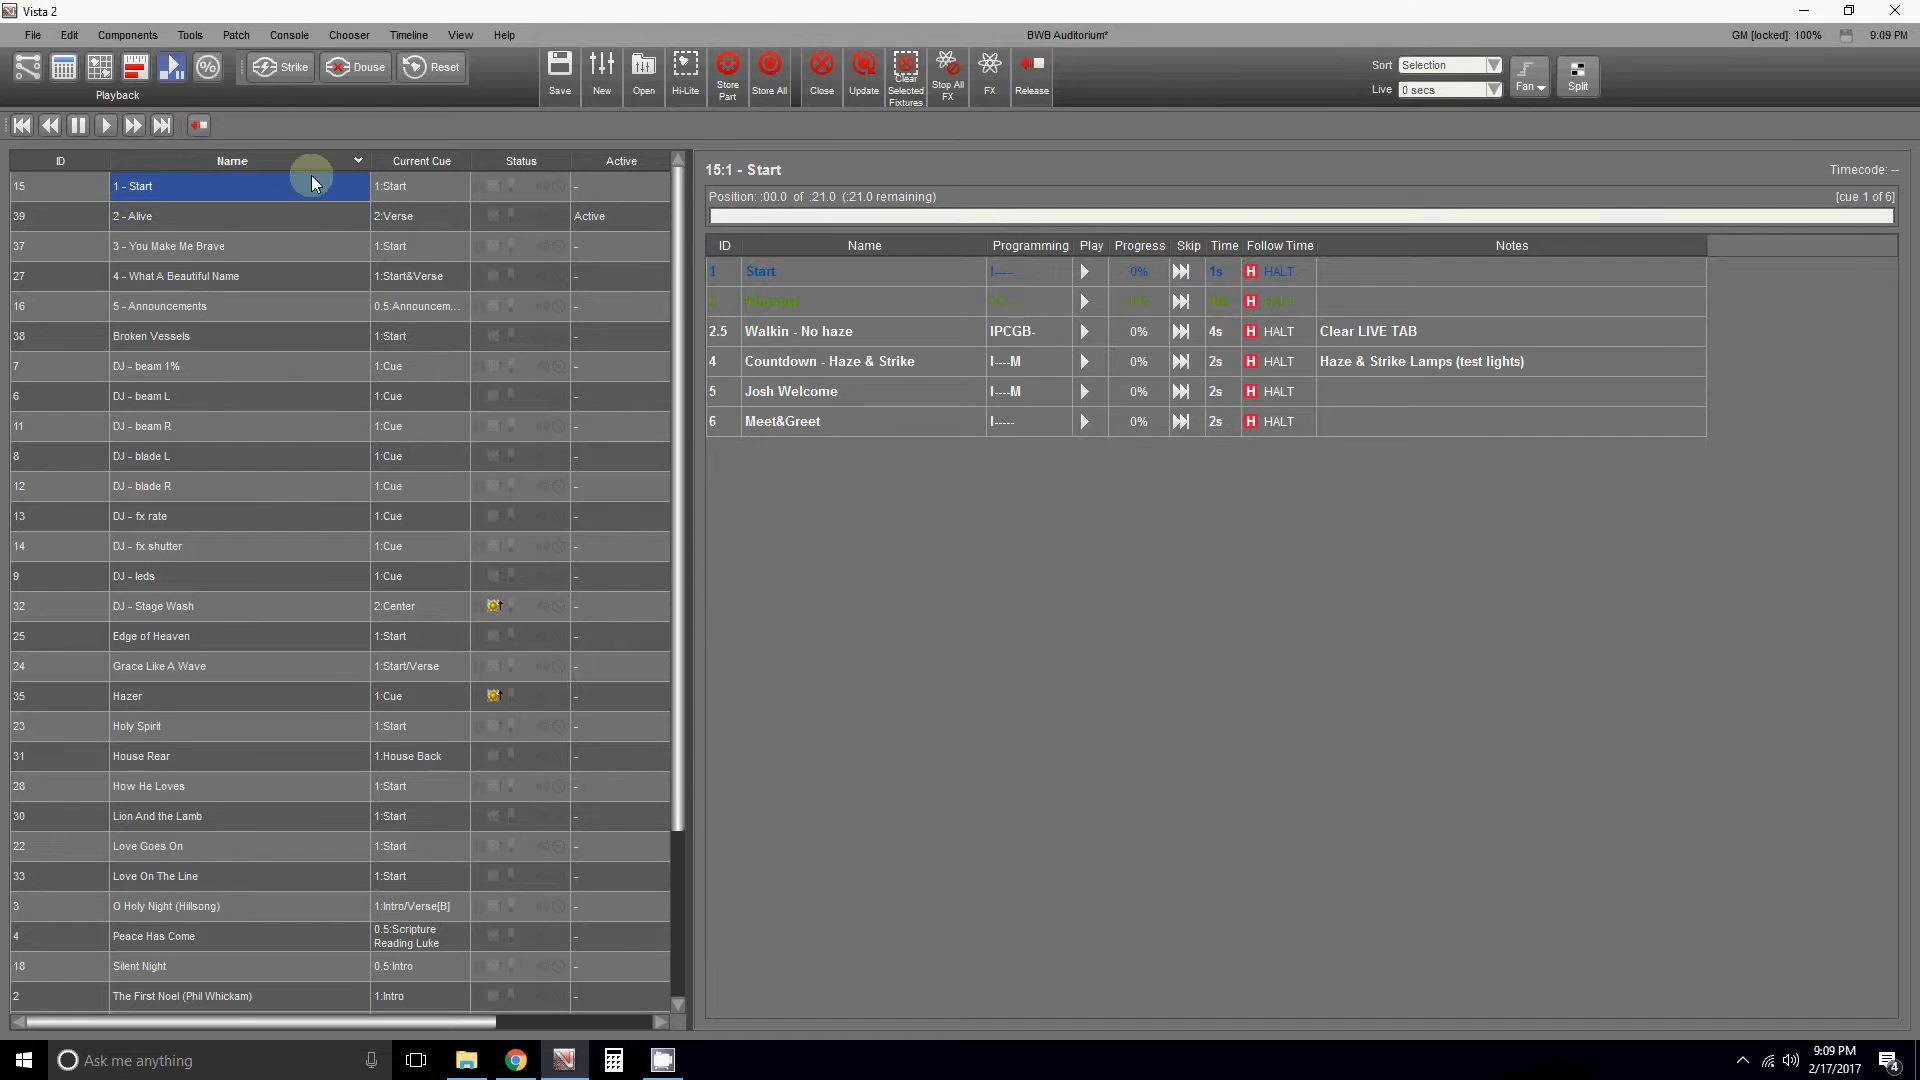 Vista 2
File Edit Components Tools Patch Console Chooser Timeline View Help
BWB Auditorium*
GM [locked]: 100% 9:09 PM
Strike Douse Reset
Playback
Save New Open Hi-Lite Store Part Store All Close Update Clear Selected Fixtures Stop All FX FX Release
Sort Selection
Live 0 secs
Fan Split
ID Name Current Cue Status Active
15 1 - Start 1:Start -
39 2 - Alive 2:Verse Active
37 3 - You Make Me Brave 1:Start -
27 4 - What A Beautiful Name 1:Start&Verse -
16 5 - Announcements 0.5:Announcem... -
38 Broken Vessels 1:Start -
7 DJ - beam 1% 1:Cue -
6 DJ - beam L 1:Cue -
11 DJ - beam R 1:Cue -
8 DJ - blade L 1:Cue -
12 DJ - blade R 1:Cue -
13 DJ - fx rate 1:Cue -
14 DJ - fx shutter 1:Cue -
9 DJ - leds 1:Cue -
32 DJ - Stage Wash 2:Center -
25 Edge of Heaven 1:Start -
24 Grace Like A Wave 1:Start/Verse -
35 Hazer 1:Cue -
23 Holy Spirit 1:Start -
31 House Rear 1:House Back -
28 How He Loves 1:Start -
30 Lion And the Lamb 1:Start -
22 Love Goes On 1:Start -
33 Love On The Line 1:Start -
3 O Holy Night (Hillsong) 1:Intro/Verse[B] -
4 Peace Has Come 0.5:Scripture Reading Luke -
18 Silent Night 0.5:Intro -
2 The First Noel (Phil Whickam) 1:Intro -
15:1 - Start
Timecode: --
Position: :00.0 of :21.0 (:21.0 remaining)
[cue 1 of 6]
ID Name Programming Play Progress Skip Time Follow Time Notes
1 Start I---- 0% 1s H HALT
2 0% H HALT
2.5 Walkin - No haze IPCGB- 0% 4s H HALT Clear LIVE TAB
4 Countdown - Haze & Strike I----M 0% 2s H HALT Haze & Strike Lamps (test lights)
5 Josh Welcome I----M 0% 2s H HALT
6 Meet&Greet I----- 0% 2s H HALT
Ask me anything
9:09 PM
2/17/2017
4